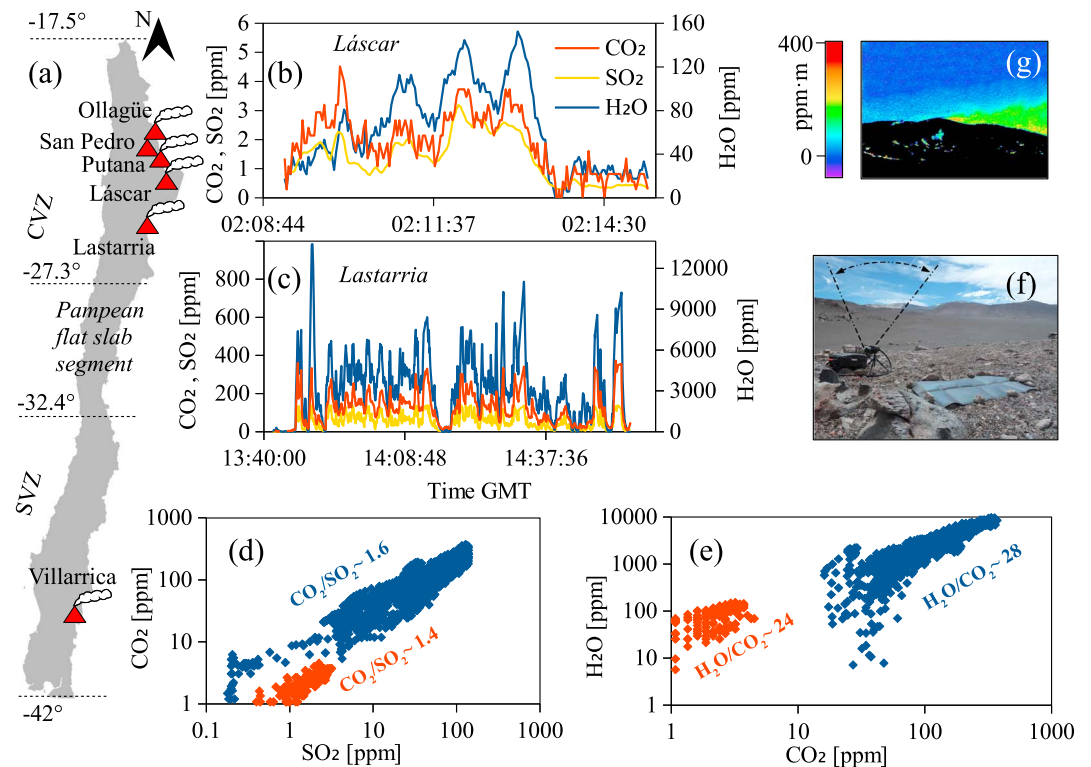 -17.5°
N
(a)
Ollagüe
San Pedro
Putana
Láscar
CVZ
Lastarria
-27.3°
Pampean
flat slab
segment
-32.4°
SVZ
Villarrica
-42°
(b)
Láscar
CO₂
SO₂
H₂O
CO₂ , SO₂ [ppm]
6
5
4
3
2
1
0
H₂O [ppm]
160
120
80
40
0
02:08:44
02:11:37
02:14:30
(c)
Lastarria
CO₂ , SO₂ [ppm]
800
600
400
200
0
H₂O [ppm]
12000
9000
6000
3000
0
13:40:00
14:08:48
14:37:36
Time GMT
(g)
400
ppm·m
0
(f)
(d)
CO₂/SO₂~ 1.6
CO₂/SO₂~ 1.4
CO₂ [ppm]
1000
100
10
1
0.1
1
10
100
1000
SO₂ [ppm]
(e)
H₂O/CO₂~ 28
H₂O/CO₂~ 24
H₂O [ppm]
10000
1000
100
10
1
1
10
100
1000
CO₂ [ppm]